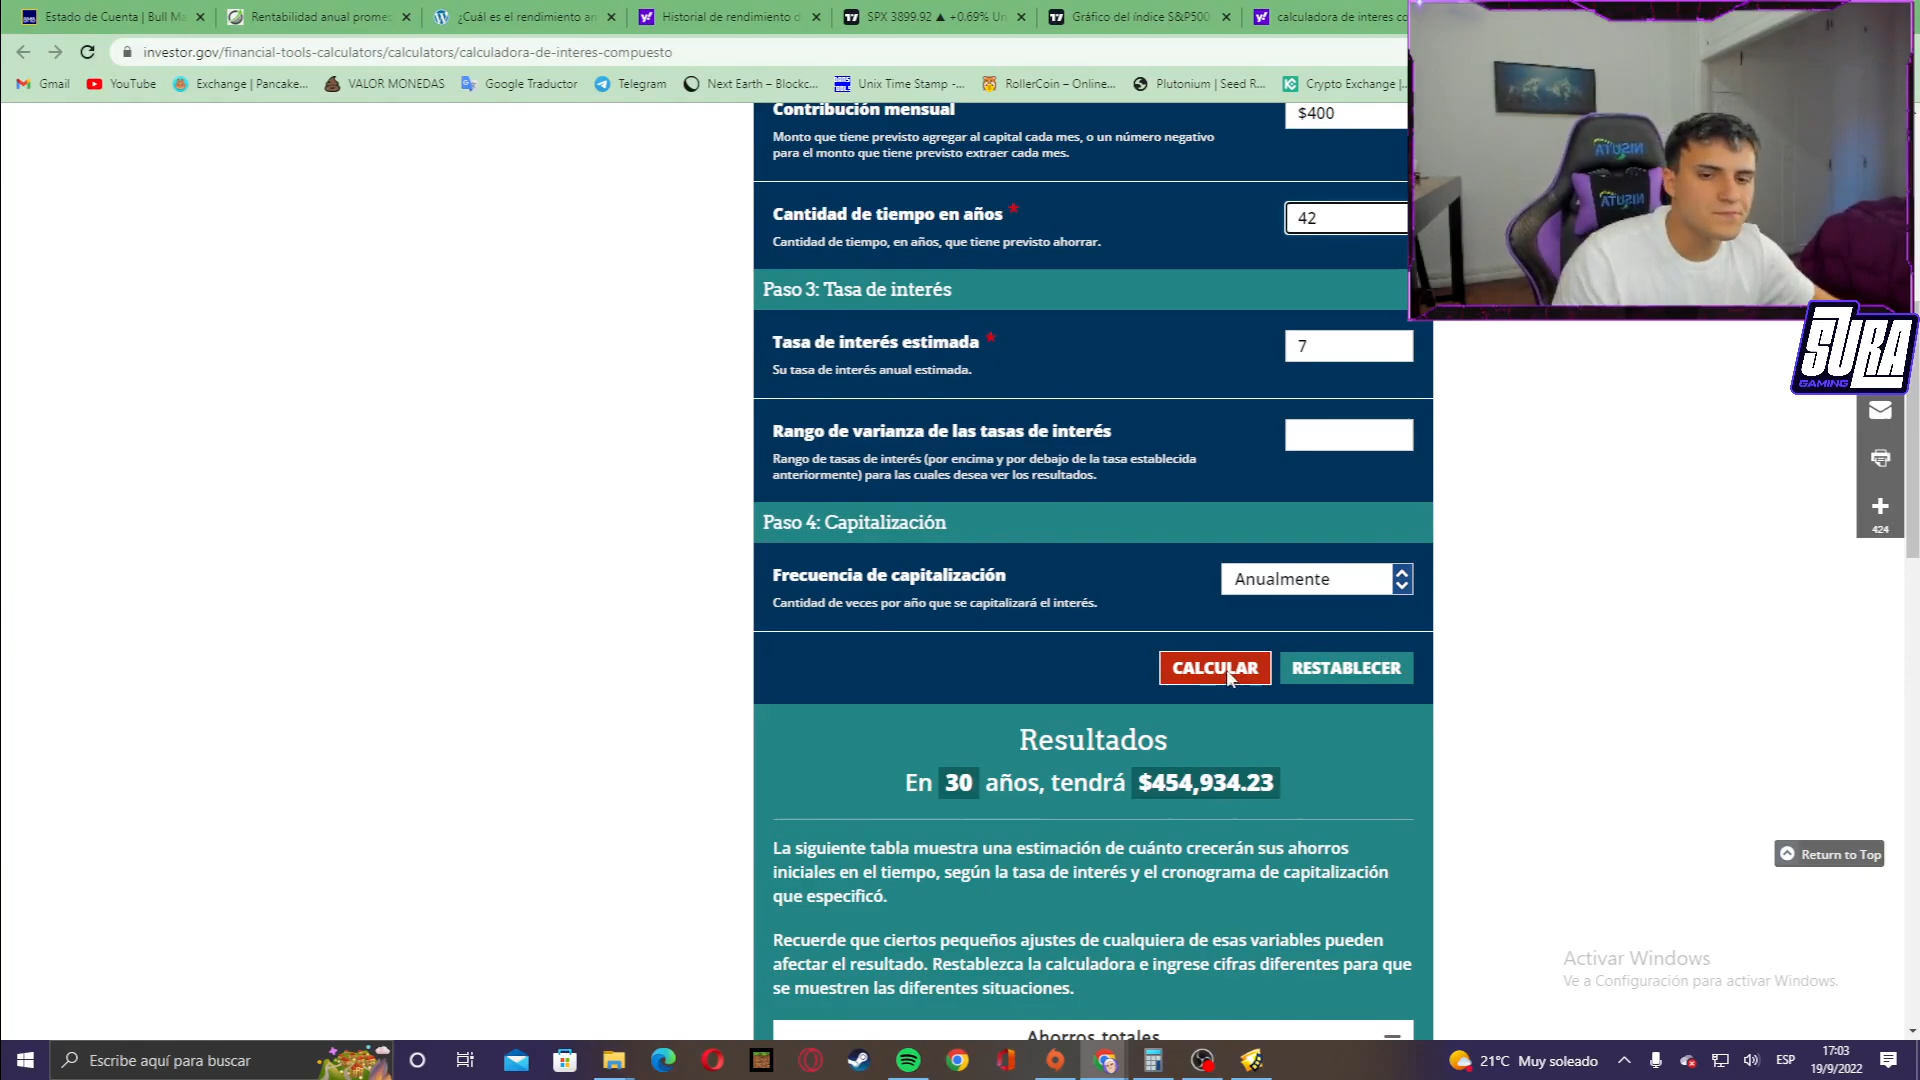 Estado de Cuenta | Bull Ma
Rentabilidad anual prome
¿Cuál es el rendimiento an
Historial de rendimiento d
SPX 3899.92 ▲ +0.69% Un
Gráfico del índice S&P500
calculadora de interes co
investor.gov/financial-tools-calculators/calculators/calculadora-de-interes-compuesto
Gmail
YouTube
Exchange | Pancake...
VALOR MONEDAS
Google Traductor
Telegram
Next Earth – Blockc...
Unix Time Stamp -...
RollerCoin – Online...
Plutonium | Seed R...
Crypto Exchange |...
Contribución mensual
$400
Monto que tiene previsto agregar al capital cada mes, o un número negativo
para el monto que tiene previsto extraer cada mes.
Cantidad de tiempo en años *
42
Cantidad de tiempo, en años, que tiene previsto ahorrar.
Paso 3: Tasa de interés
SURA
GAMING
Tasa de interés estimada *
7
Su tasa de interés anual estimada.
Rango de varianza de las tasas de interés
Rango de tasas de interés (por encima y por debajo de la tasa establecida
anteriormente) para las cuales desea ver los resultados.
424
Paso 4: Capitalización
Frecuencia de capitalización
Anualmente
Cantidad de veces por año que se capitalizará el interés.
CALCULAR
RESTABLECER
Resultados
En 30 años, tendrá $454,934.23
La siguiente tabla muestra una estimación de cuánto crecerán sus ahorros
iniciales en el tiempo, según la tasa de interés y el cronograma de capitalización
que especificó.
Return to Top
Recuerde que ciertos pequeños ajustes de cualquiera de esas variables pueden
afectar el resultado. Restablezca la calculadora e ingrese cifras diferentes para que
se muestren las diferentes situaciones.
Activar Windows
Ve a Configuración para activar Windows.
Ahorros totales
Escribe aquí para buscar
21°C Muy soleado
ESP
17:03
19/9/2022